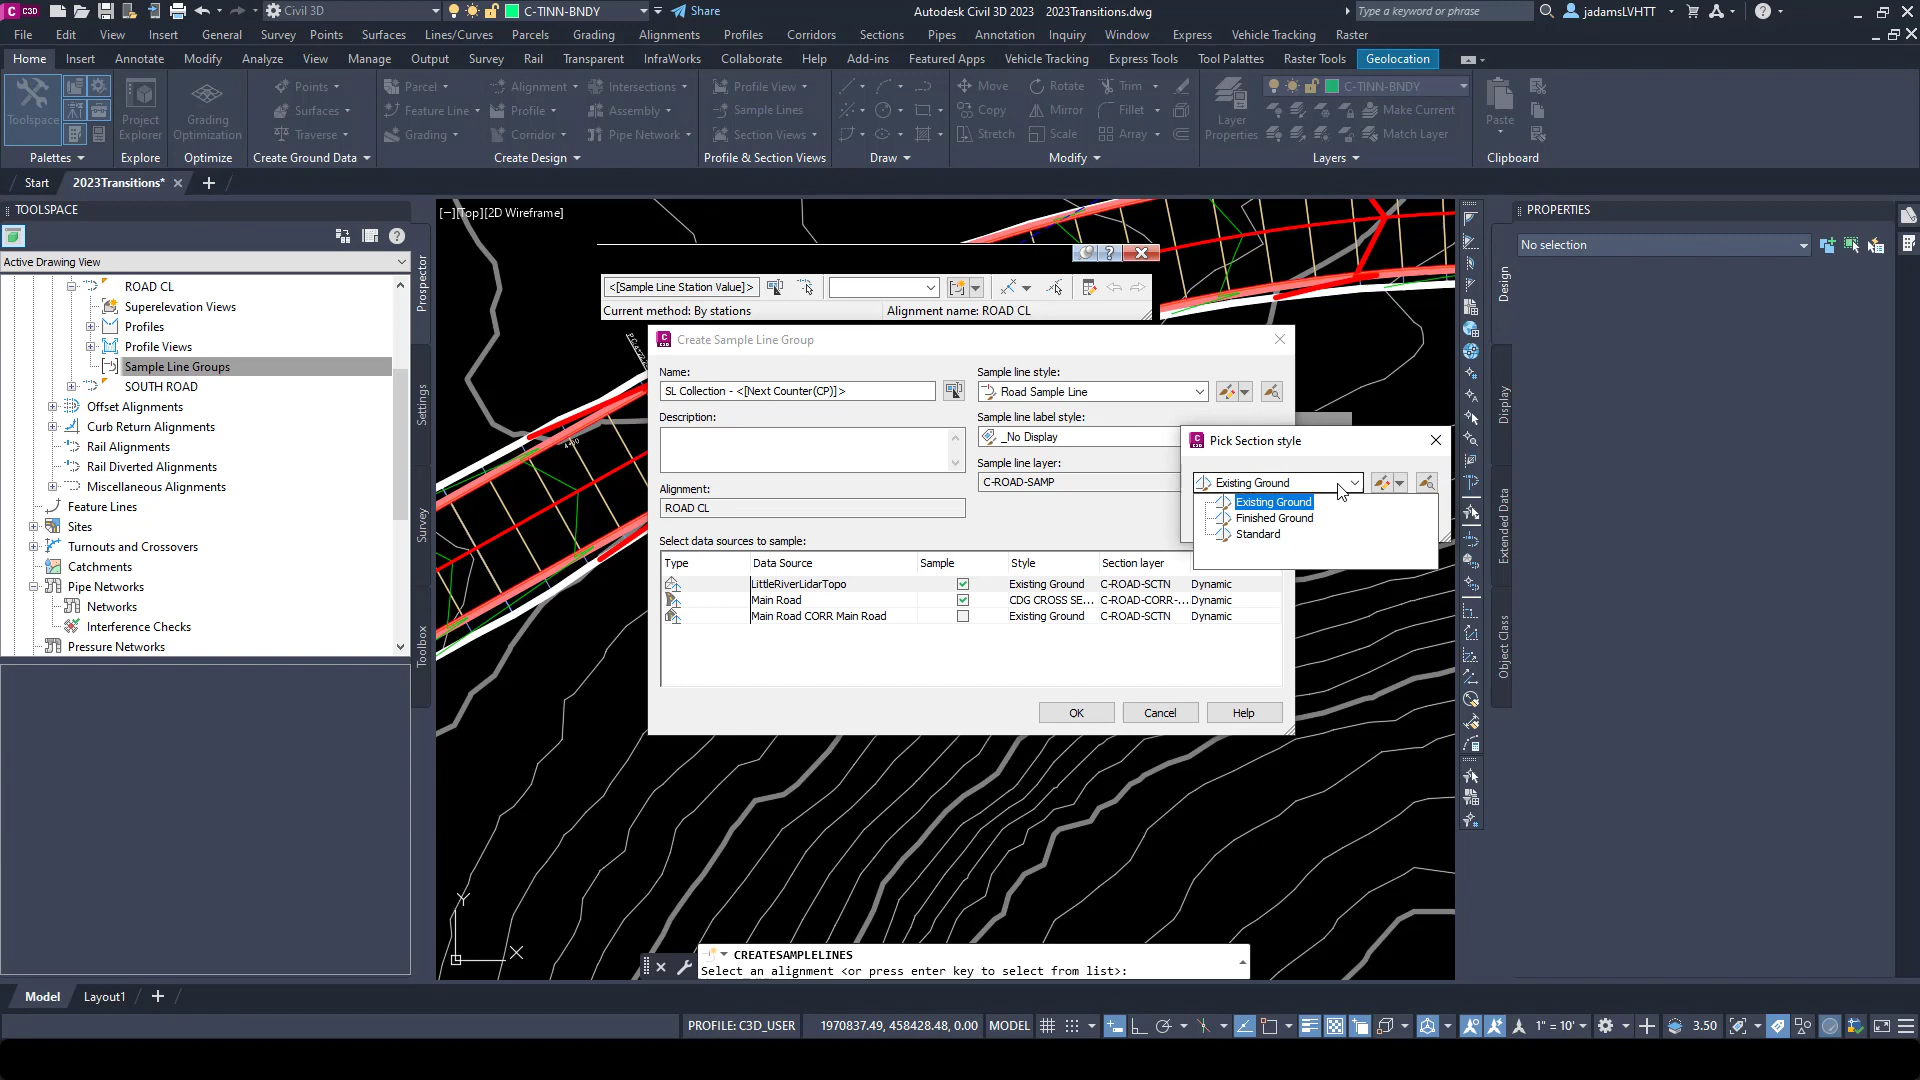 C3D
Civil 3D
C-TINN-BNDY
Share
Autodesk Civil 3D 2023 2023Transitions.dwg
Type a keyword or phrase
jadamsLVHTT
File Edit View Insert General Survey Points Surfaces Lines/Curves Parcels Grading Alignments Profiles Corridors Sections Pipes Annotation Inquiry Window Express Vehicle Tracking Raster
Home Insert Annotate Modify Analyze View Manage Output Survey Rail Transparent InfraWorks Collaborate Help Add-ins Featured Apps Vehicle Tracking Express Tools Tool Palettes Raster Tools Geolocation
Points Parcel Alignment Intersections Profile View Move Rotate Trim C-TINN-BNDY
Toolspace Project Explorer Grading Optimization Surfaces Feature Line Profile Assembly Sample Lines Copy Mirror Fillet Layer Properties Make Current Paste
Traverse Grading Corridor Pipe Network Section Views Stretch Scale Array Match Layer
Palettes Explore Optimize Create Ground Data Create Design Profile & Section Views Draw Modify Layers Clipboard
Start 2023Transitions*
TOOLSPACE
Active Drawing View
ROAD CL
Superelevation Views
Profiles
Profile Views
Sample Line Groups
SOUTH ROAD
Offset Alignments
Curb Return Alignments
Rail Alignments
Rail Diverted Alignments
Miscellaneous Alignments
Feature Lines
Sites
Turnouts and Crossovers
Catchments
Pipe Networks
Networks
Interference Checks
Pressure Networks
Prospector
Settings
Survey
Toolbox
[−][Top][2D Wireframe]
<[Sample Line Station Value]>
Current method: By stations Alignment name: ROAD CL
Create Sample Line Group
Name:
SL Collection - <[Next Counter(CP)]>
Description:
Alignment:
ROAD CL
Sample line style:
Road Sample Line
Sample line label style:
_No Display
Sample line layer:
C-ROAD-SAMP
Select data sources to sample:
Type Data Source Sample Style Section layer
LittleRiverLidarTopo Existing Ground C-ROAD-SCTN Dynamic
Main Road CDG CROSS SE... C-ROAD-CORR-... Dynamic
Main Road CORR Main Road Existing Ground C-ROAD-SCTN Dynamic
OK Cancel Help
Pick Section style
Existing Ground
Existing Ground
Finished Ground
Standard
4+00
Y
X
CREATESAMPLELINES
Select an alignment <or press enter key to select from list>:
PROPERTIES
No selection
Design
Display
Extended Data
Object Class
Model Layout1
PROFILE: C3D_USER 1970837.49, 458428.48, 0.00 MODEL 1" = 10' 3.50